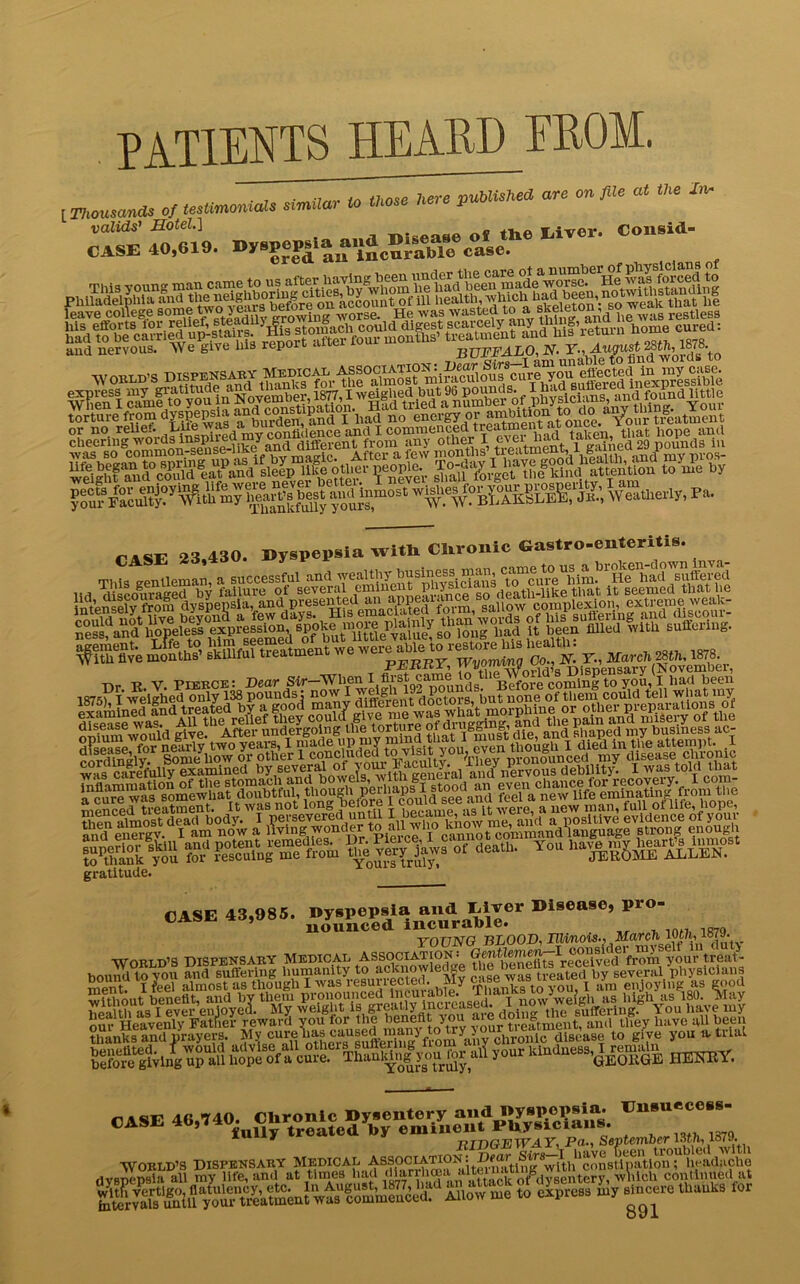 PATIENTS HEARD FROM.
[Thousands of testimonials similar to those here published are on file at the In-
valids' Hotel.]
CASE 40,619. Dyspepsia and Disease of the Liver. Consid-
ered an incurable case.
This young man came to us after having been under the care of a number of physicians of
Philadelphia and the neighboring cities, by whom he had been made worse. He was forced to
leave college some two years before on account of ill health, which had been, notwithstanding
his efforts for relief, steadily growing worse. He was wasted to a skeleton; so weak that he
had to be carried up-stairs. His stomach could digest scarcely any thing, and he was restless
and nervous. We give his report after four months' treatment and his return home cured:
BUFFALO, N. Y., August 28th, 1878.
WORLD'S DISPENSARY MEDICAL ASSOCIATION: Dear Sirs—I am unable to find words to
express my gratitude and thanks for the almost miraculous cure you effected in my case.
When I came to you in November, 1877, I weighed but 96 pounds. I had suffered inexpressible
torture from dyspepsia and constipation. Had tried a number of physicians, and found little
or no relief. Life was a burden, and I had no energy or ambition to do any thing. Your
cheering words inspired my confidence and I commenced treatment at once. Your treatment
was so common-sense-like and different from any other I ever had taken, that hope and
life began to spring up as if by magic. After a few months' treatment, I gained 29 pounds in
weight and could eat and sleep like other people. To-day I have good health, and my pros-
pects for enjoying life were never better. I never shall forget the kind attention to me by
your Faculty. With my heart's best and inmost wishes for your prosperity, I am
Thankfully yours, W. W. BLAKSLEE, JR., Weatherly, Pa.
CASE 23,430. Dyspepsia with Chronic Gastro-enteritis.
This gentleman, a successful and wealthy business man, came to us a broken-down inva-
lid, discouraged by failure of several eminent physicians to cure him. He had suffered
intensely from dyspepsia, and presented an appearance so death-like that it seemed that he
could not live beyond a few days. His emaciated form, sallow complexion, extreme weak-
ness, and hopeless expression, spoke more plainly than words of his suffering and discour-
agement. Life to him seemed of but little value, so long had it been filled with suffering.
With five months' skillful treatment we were able to restore his health:
PERRY, Wyoming Co., N. Y., March 28th, 1878.
Dr. R. V. PIERCE: Dear Sir—When I first came to the World's Dispensary (November,
1875), I weighed only 138 pounds; now I weigh 192 pounds. Before coming to you, I had been
examined and treated by a good many different doctors, but none of them could tell what my
disease was. All the relief they could give me was what morphine or other preparations of
opium would give. After undergoing the torture of drugging, and the pain and misery of the
disease, for nearly two years, I made up my mind that I must die, and shaped my business ac-
cordingly. Some how or other I concluded to visit you, even though I died in the attempt. I
was carefully examined by several of your Faculty. They pronounced my disease chronic
inflammation of the stomach and bowels, with general and nervous debility. I was told that
a cure was somewhat doubtful, though perhaps I stood an even chance for recovery. I com-
menced treatment. It was not long before I could see and feel a new life eminating from the
then almost dead body. I persevered until I became, as it were, a new man, full of life, hope,
and energy. I am now a living wonder to all who know me, and a positive evidence of your
superior skill and potent remedies. Dr. Pierce, I cannot command language strong enough
to thank you for rescuing me from the very jaws of death. You have my heart's inmost
gratitude. Yours truly, JEROME ALLEN.
CASE 43,985. Dyspepsia and Liver Disease, pro-
nounced incurable.
YOUNG BLOOD, Illinois., March 10th, 1879.
WORLD'S DISPENSARY MEDICAL ASSOCIATION: Gentlemen—I consider myself in duty
bound to you and suffering humanity to acknowledge the benefits received from your treat-
ment. I feel almost as though I was resurrected. My case was treated by several physicians
without benefit, and by them pronounced incurable. Thanks to you, I am enjoying as good
health as I ever enjoyed. My weight is greatly increased. I now weigh as high as 180. May
our Heavenly Father reward you for the benefit you are doing the suffering. You have my
thanks and prayers. My cure has caused many to try your treatment, and they have all been
benefited. I would advise all others suffering from any chronic disease to give you a trial
before giving up all hope of a cure. Thanking you for all your kindness, I remain
Yours truly, GEORGE HENRY.
CASE 46,740. Chronic Dysentery and Dyspepsia. Unsuccess-
fully treated by eminent Physicians.
RIDGEWAY, Pa., September 13th, 1879.
WORLD'S DISPENSARY MEDICAL ASSOCIATION: Dear Sirs—I have been troubled with
dyspepsia all my life, and at times had diarrhœa alternating with constipation; headache
with vertigo, flatulency, etc. In August, 1877, had an attack of dysentery, which continued at
intervals until your treatment was commenced. Allow me to express my sincere thanks for
891